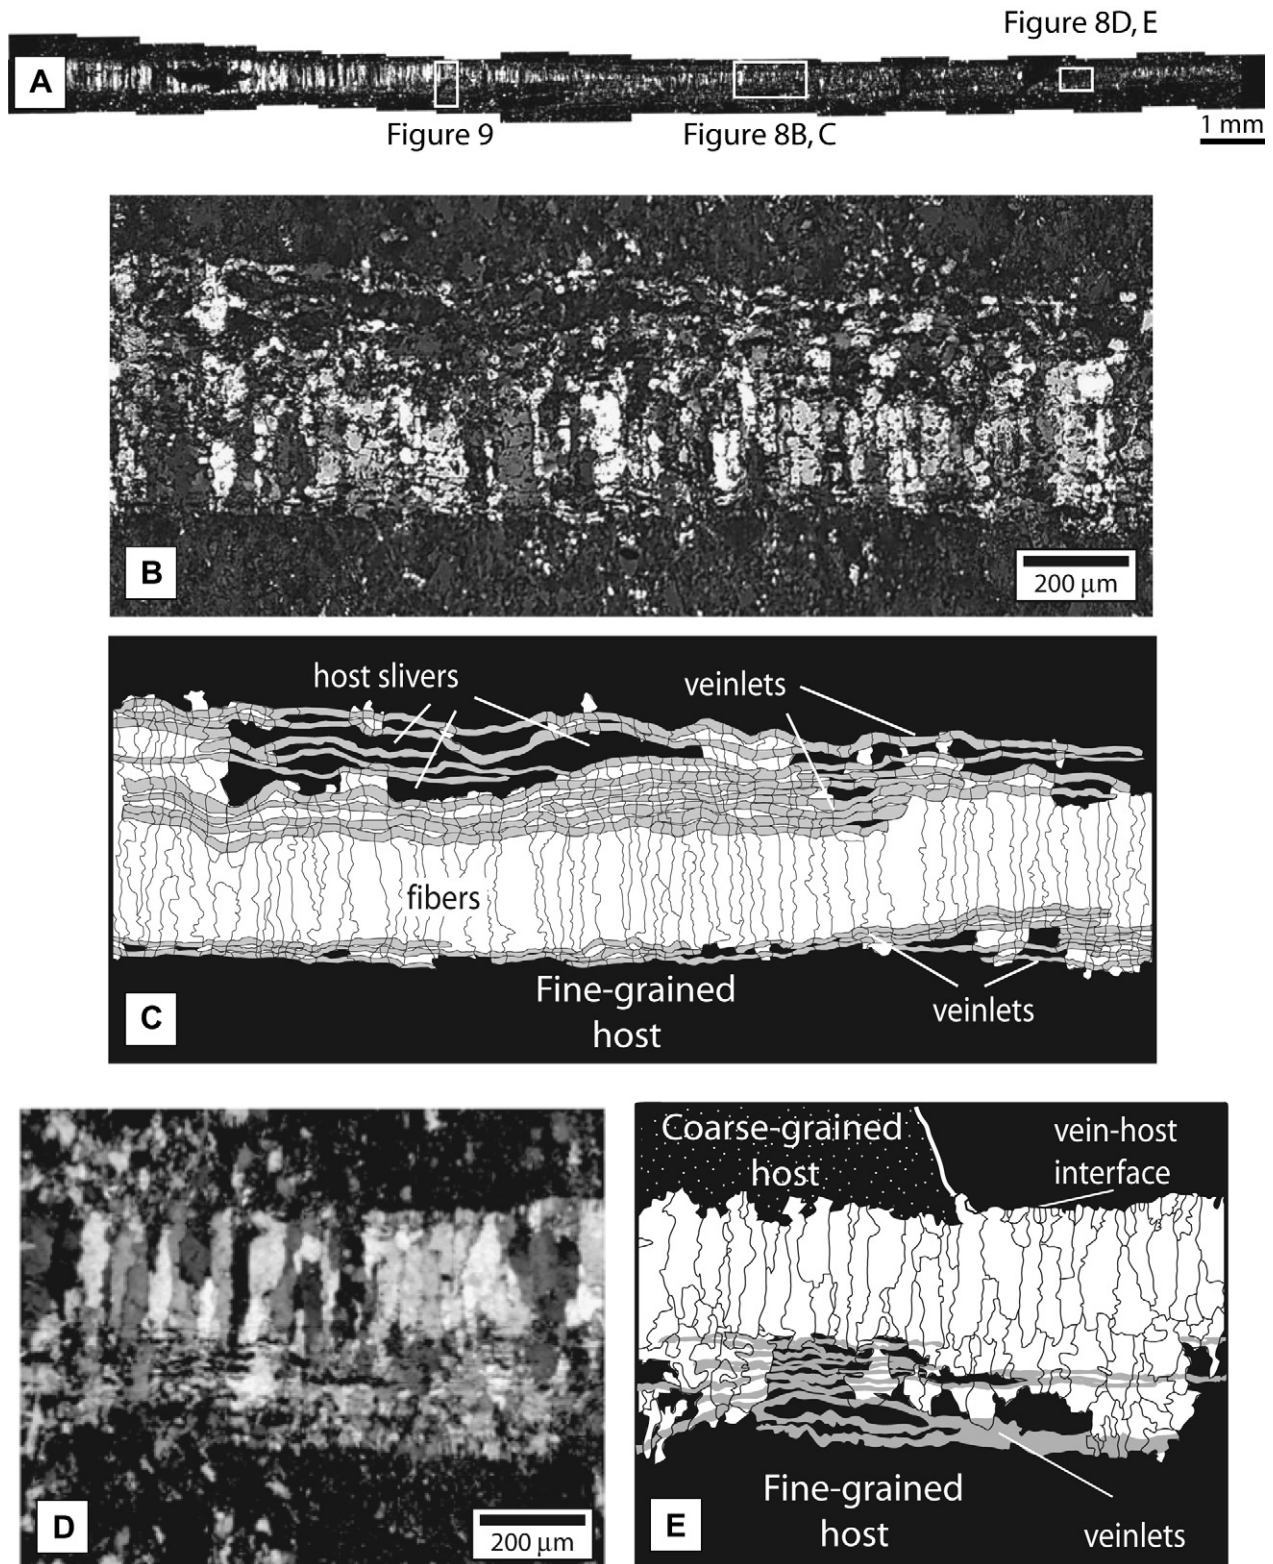 Figure 8D, E
A
Figure 9
Figure 8B, C
1 mm
B
200 μm
host slivers
veinlets
fibers
Fine-grained
host
veinlets
C
Coarse-grained
host
vein-host
interface
D
200 μm
Fine-grained
host
E
veinlets